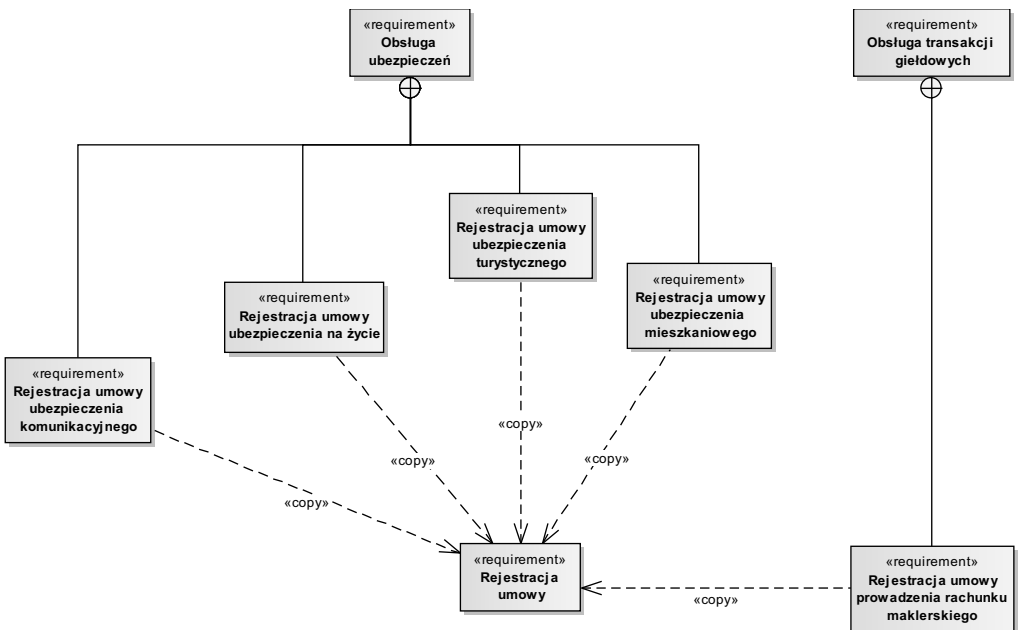 «requirement»
Obsługa
ubezpieczeń
«requirement»
Obsługa transakcji
giełdowych
«requirement»
Rejestracja umowy
ubezpieczenia
turystycznego
«requirement»
Rejestracja umowy
ubezpieczenia
mieszkaniowego
«requirement»
Rejestracja umowy
ubezpieczenia na życie
«requirement»
Rejestracja umowy
ubezpieczenia
komunikacyjnego
«copy»
«copy»
«copy»
«copy»
«requirement»
Rejestracja
umowy
«copy»
«requirement»
Rejestracja umowy
prowadzenia rachunku
maklerskiego